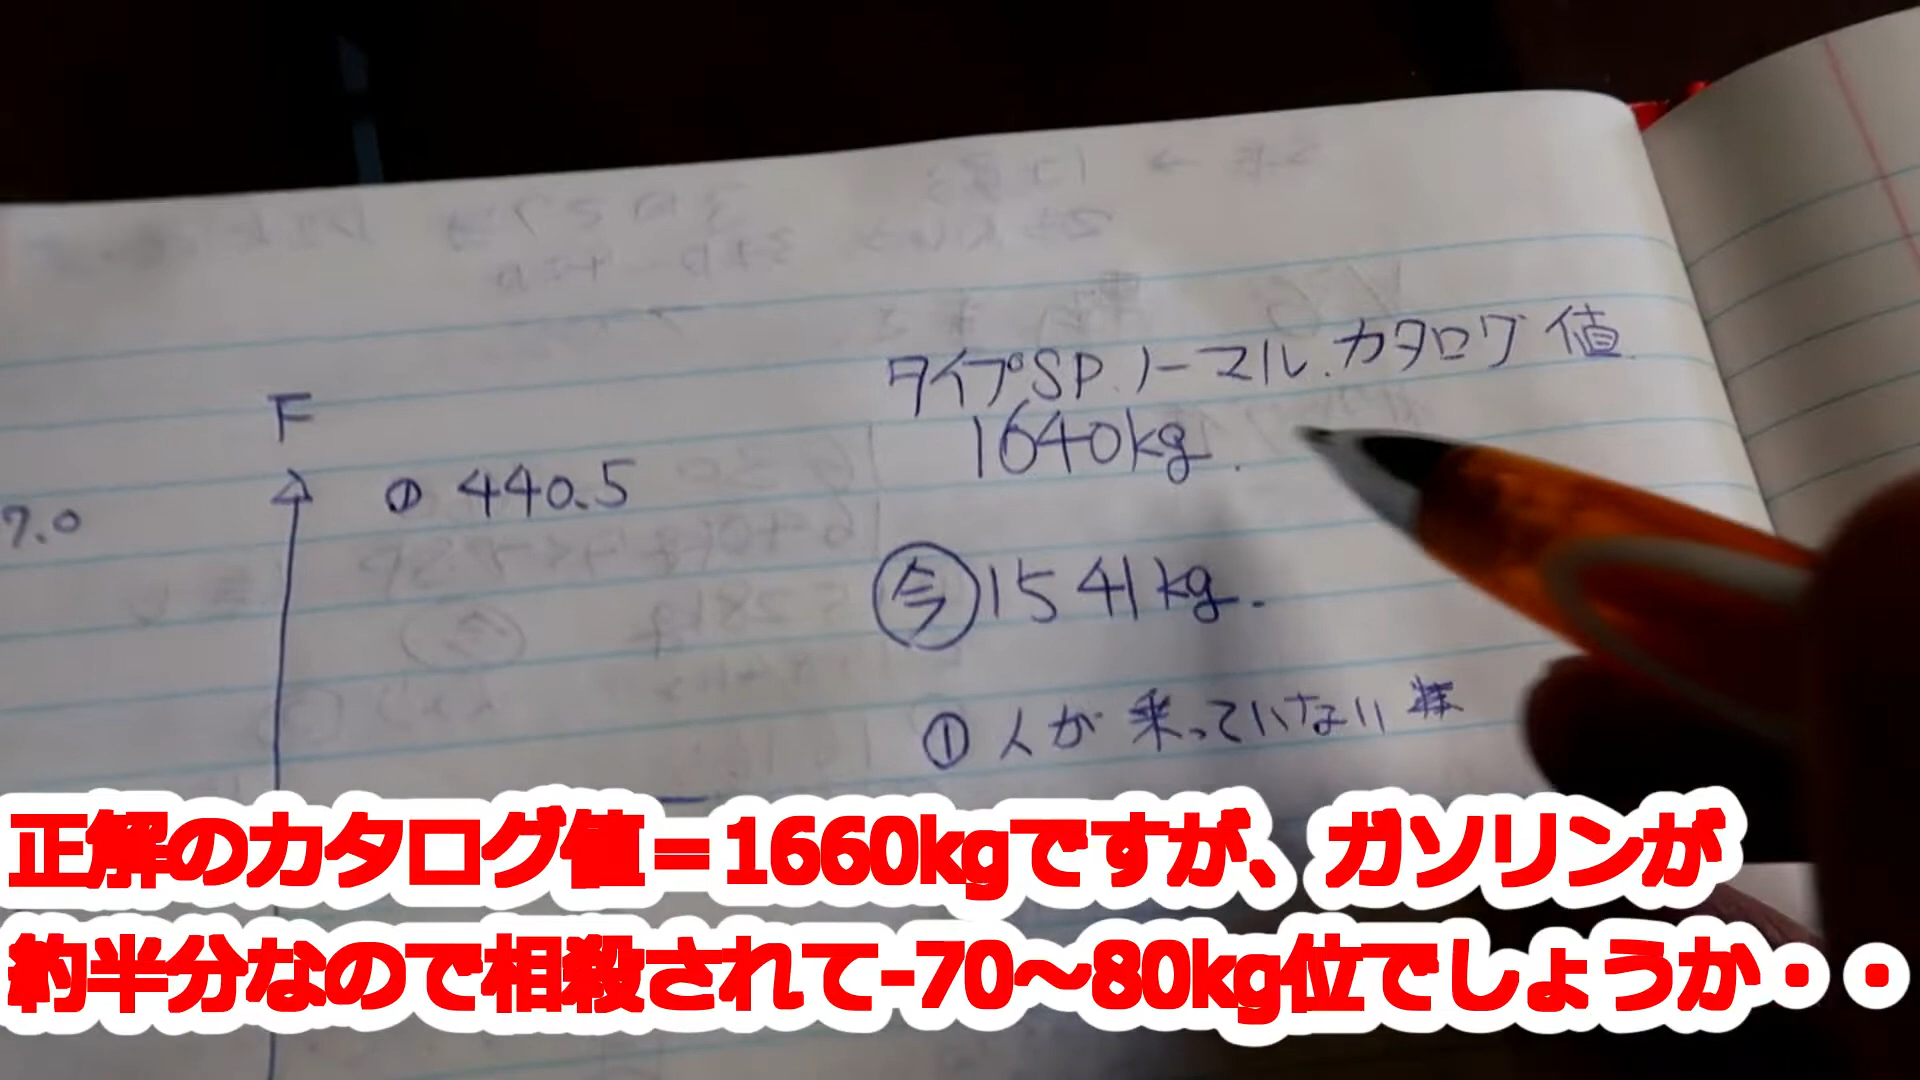 タイプSP.ノーマル.カタログ値
1640kg.
F
① 440.5
7.0
今 1541kg.
① 人が乗っていない
正解のカタログ値＝1660kgですが、ガソリンが
約半分なので相殺されて-70～80kg位でしょうか・・